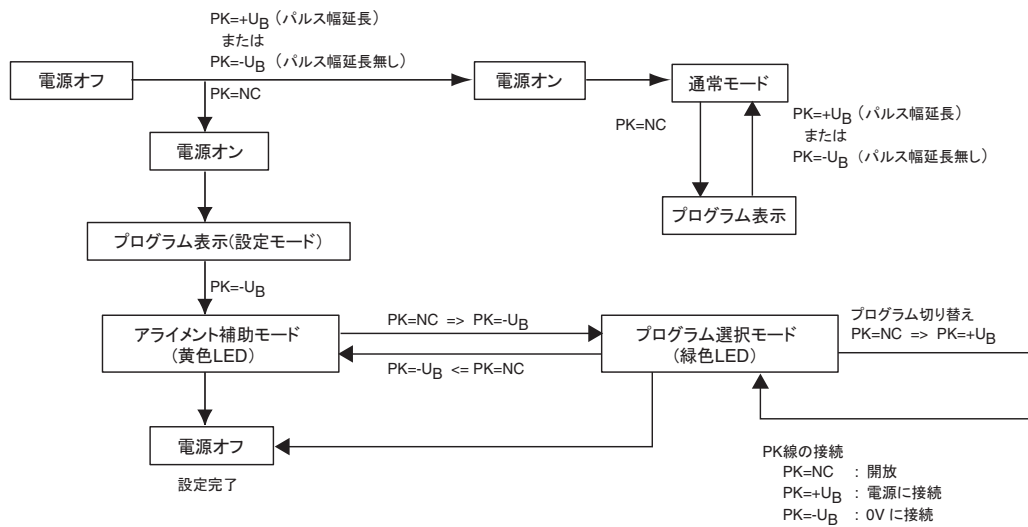 PK=+UB (パルス幅延長)
または
PK=-UB (パルス幅延長無し)
電源オフ
電源オン
通常モード
PK=NC
PK=NC
PK=+UB (パルス幅延長)
または
PK=-UB (パルス幅延長無し)
電源オン
プログラム表示
プログラム表示(設定モード)
PK=-UB
アライメント補助モード
(黄色LED)
PK=NC => PK=-UB
PK=-UB <= PK=NC
プログラム選択モード
(緑色LED)
プログラム切り替え
PK=NC => PK=+UB
電源オフ
設定完了
PK線の接続
PK=NC : 開放
PK=+UB : 電源に接続
PK=-UB : 0Vに接続